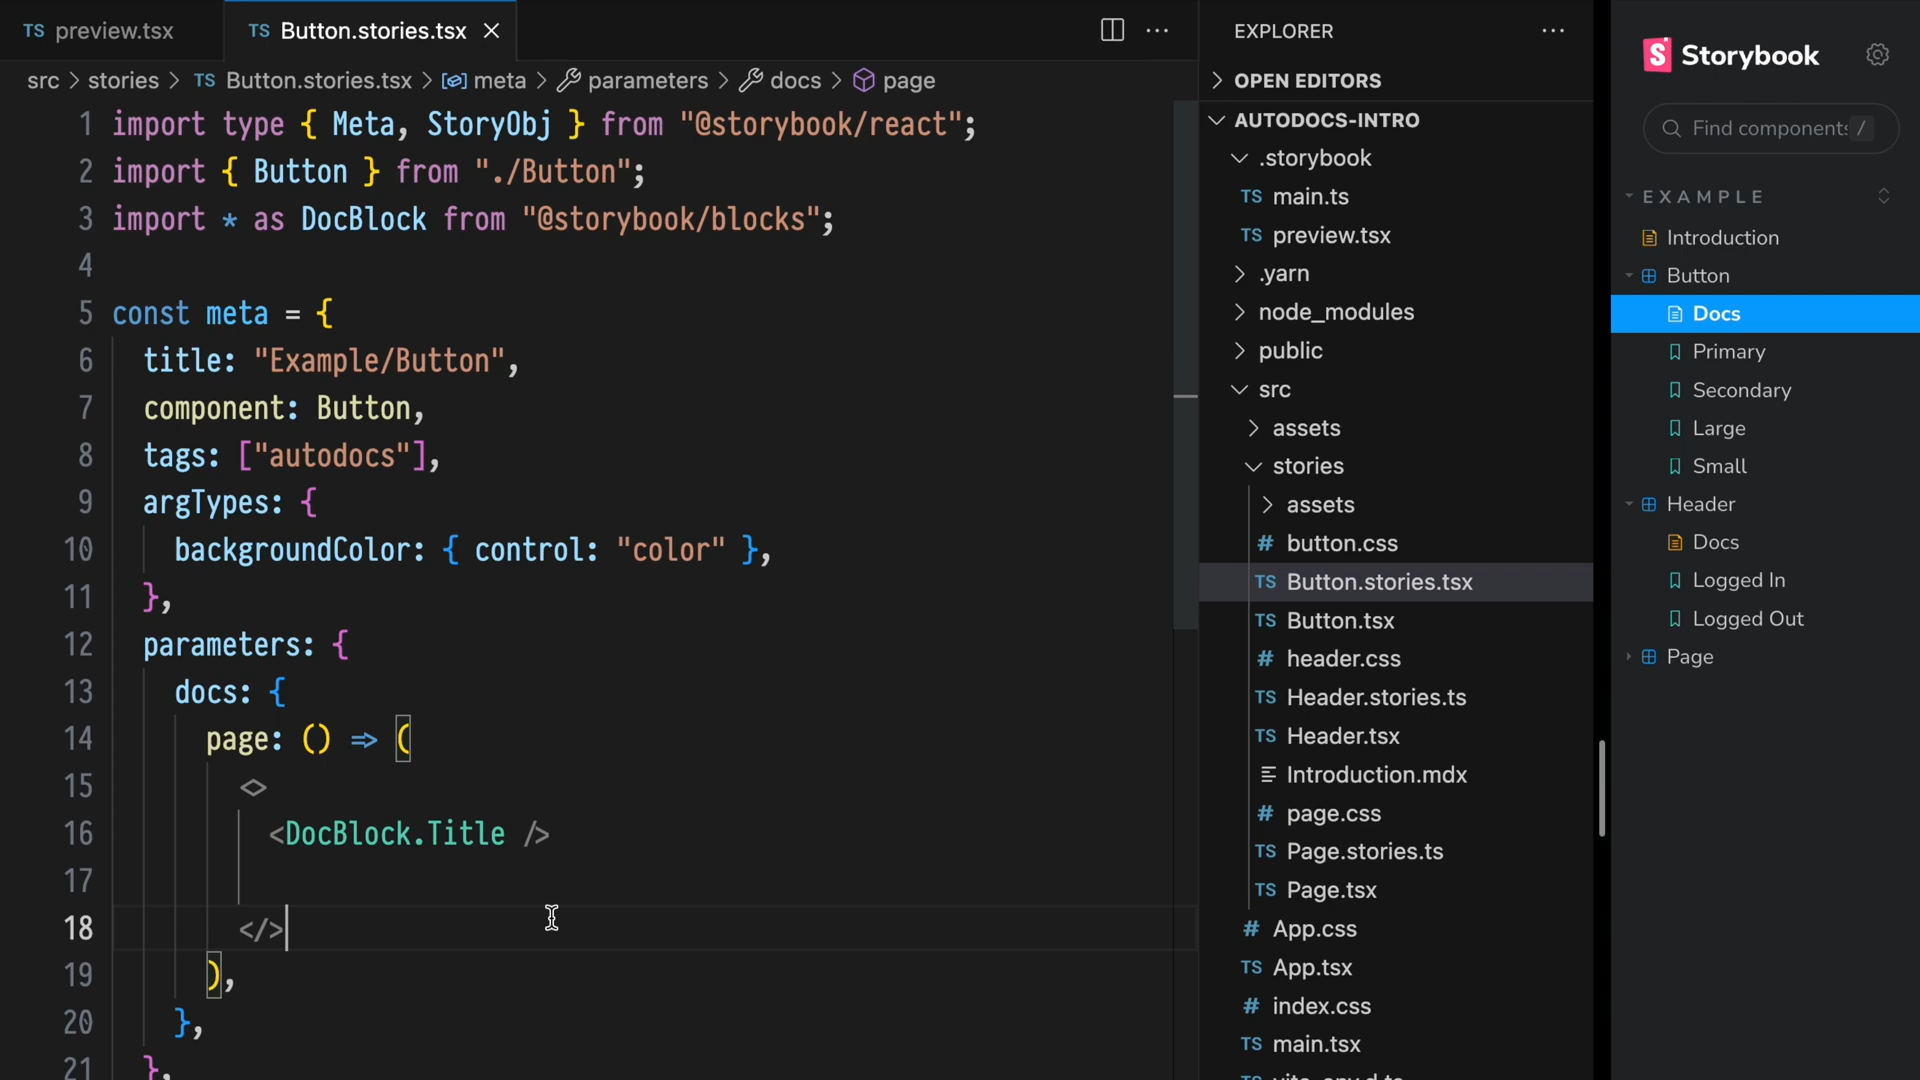 TS preview.tsx
TS Button.stories.tsx
src > stories > TS Button.stories.tsx > meta > parameters > docs > page
1 import type { Meta, StoryObj } from "@storybook/react";
2 import { Button } from "./Button";
3 import * as DocBlock from "@storybook/blocks";
4
5 const meta = {
6 title: "Example/Button",
7 component: Button,
8 tags: ["autodocs"],
9 argTypes: {
10 backgroundColor: { control: "color" },
11 },
12 parameters: {
13 docs: {
14 page: () => (
15 <>
16 <DocBlock.Title />
17
18 </>
19 ),
20 },
21 },
EXPLORER
OPEN EDITORS
AUTODOCS-INTRO
.storybook
TS main.ts
TS preview.tsx
.yarn
node_modules
public
src
assets
stories
assets
# button.css
TS Button.stories.tsx
TS Button.tsx
# header.css
TS Header.stories.ts
TS Header.tsx
Introduction.mdx
# page.css
TS Page.stories.ts
TS Page.tsx
# App.css
TS App.tsx
# index.css
TS main.tsx
S Storybook
Find components /
EXAMPLE
Introduction
Button
Docs
Primary
Secondary
Large
Small
Header
Docs
Logged In
Logged Out
Page